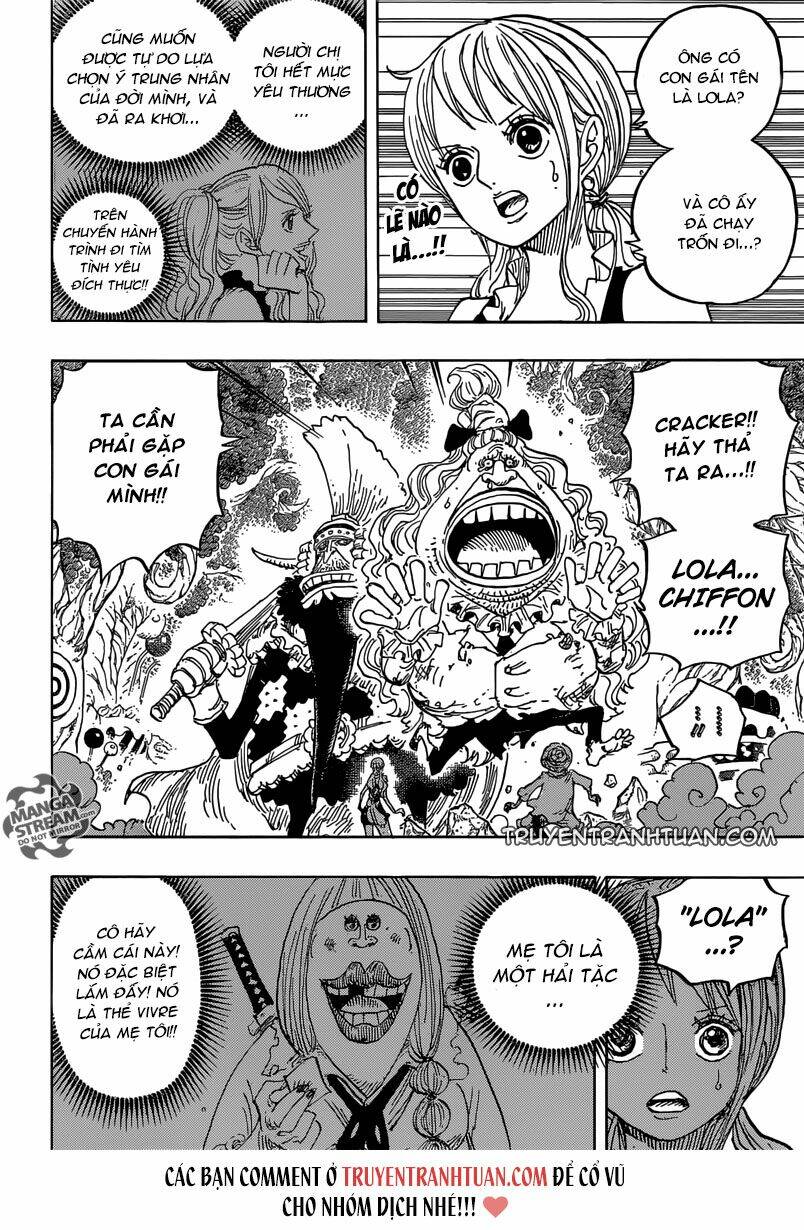 CŨNG MUỐN
ĐƯỢC TỰ DO LỰA
CHỌN Ý TRUNG NHÂN
CỦA ĐỜI MÌNH, VÀ
ĐÃ RA KHƠI...
NGƯỜI CHỊ
TÔI HẾT MỰC
YÊU THƯƠNG
...
TRÊN
CHUYẾN HÀNH
TRÌNH ĐI TÌM
TÌNH YÊU
ĐÍCH THỰC!!
ÔNG CÓ
CON GÁI TÊN
LÀ LOLA?
VÀ CÔ ẤY
ĐÃ CHẠY
TRỐN ĐI...?
CÓ
LẼ NÀO
LÀ...!!
TA CẦN
PHẢI GẶP
CON GÁI
MÌNH!!
CRACKER!!
HÃY THẢ
TA RA...!!
LOLA...
CHIFFON
...!!
MANGA
STREAM.COM
DO NOT MIRROR!
TRUYENTRANHTUAN.COM
CÔ HÃY
CẦM CÁI NÀY!
NÓ ĐẶC BIỆT
LẮM ĐẤY! NÓ
LÀ THẺ VIVRE
CỦA MẸ TÔI!!
MẸ TÔI LÀ
MỘT HẢI TẶC
...
"LOLA"
...?
CÁC BẠN COMMENT Ở TRUYENTRANHTUAN.COM ĐỂ CỔ VŨ
CHO NHÓM DỊCH NHÉ!!!